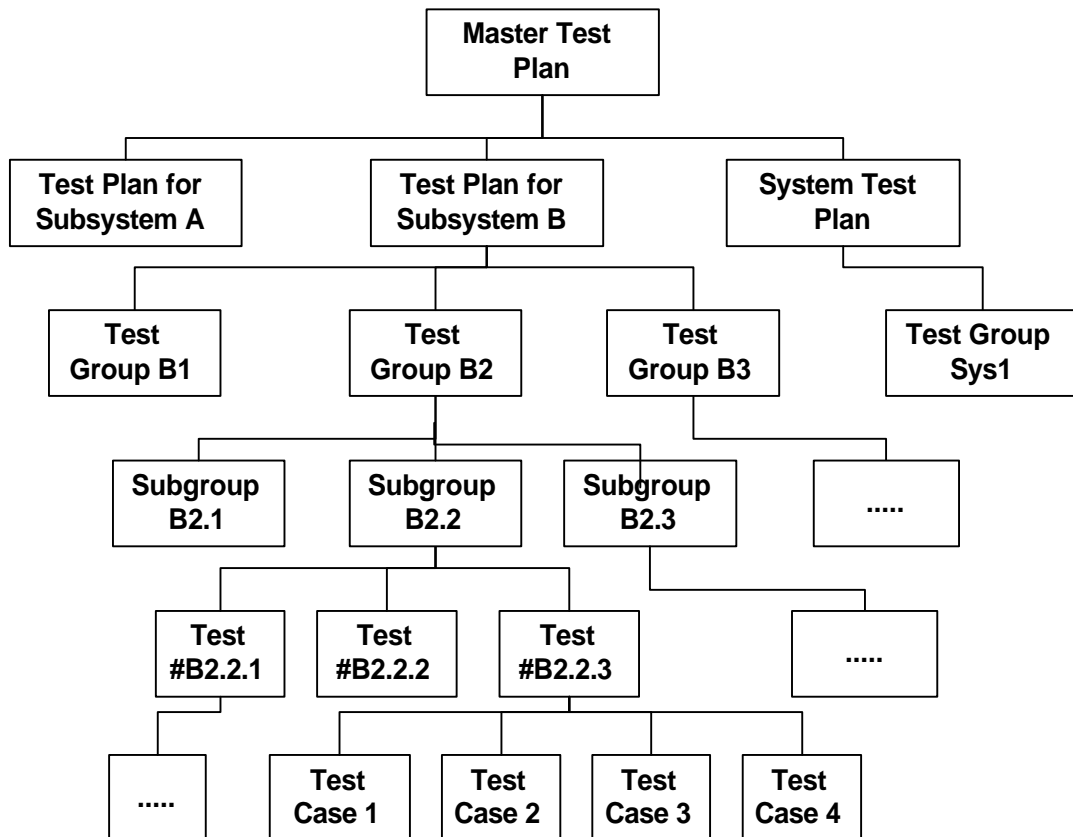 Master Test
Plan
Test Plan for
Subsystem A
Test Plan for
Subsystem B
System Test
Plan
Test
Group B1
Test
Group B2
Test
Group B3
Test Group
Sys1
Subgroup
B2.1
Subgroup
B2.2
Subgroup
B2.3
.....
Test
#B2.2.1
Test
#B2.2.2
Test
#B2.2.3
.....
.....
Test
Case 1
Test
Case 2
Test
Case 3
Test
Case 4